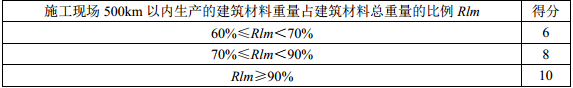 施工现场 500km 以内生产的建筑材料重量占建筑材料总重量的比例 Rlm 得分
60%≤Rlm＜70% 6
70%≤Rlm＜90% 8
Rlm≥90% 10